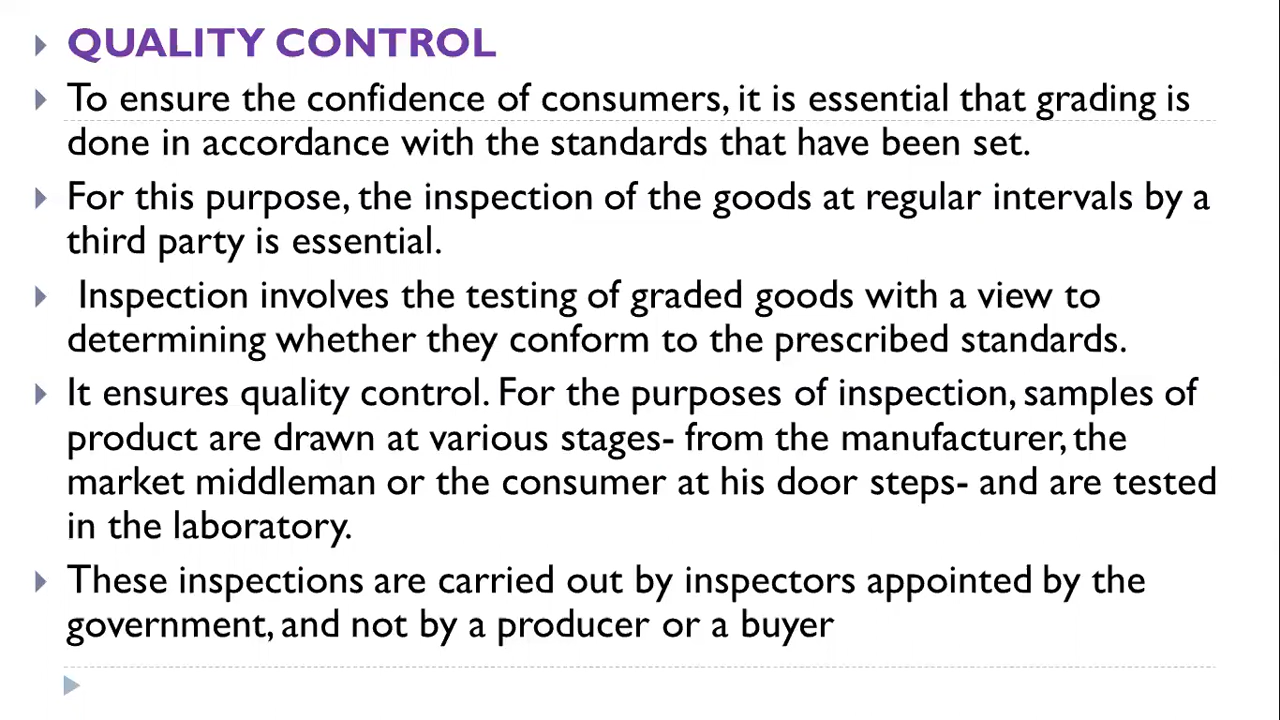 QUALITY CONTROL
To ensure the confidence of consumers, it is essential that grading is
done in accordance with the standards that have been set.
For this purpose, the inspection of the goods at regular intervals by a
third party is essential.
Inspection involves the testing of graded goods with a view to
determining whether they conform to the prescribed standards.
It ensures quality control. For the purposes of inspection, samples of
product are drawn at various stages- from the manufacturer, the
market middleman or the consumer at his door steps- and are tested
in the laboratory.
These inspections are carried out by inspectors appointed by the
government, and not by a producer or a buyer